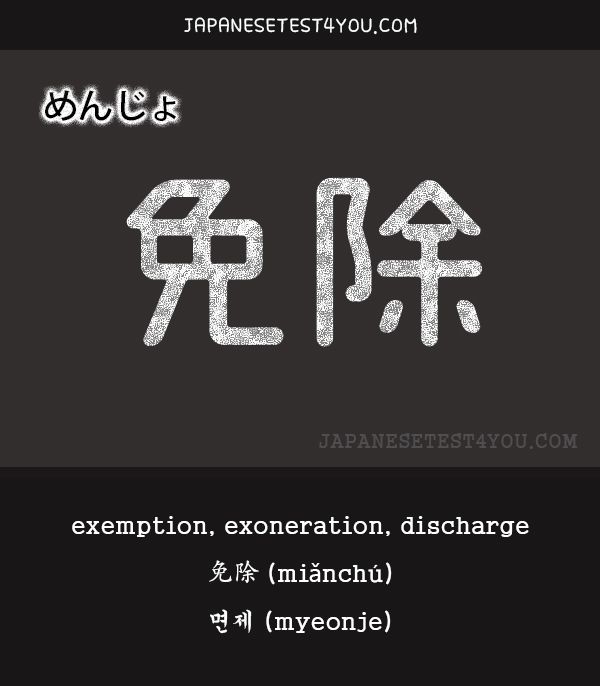 JAPANESETEST4YOU.COM
めんじょ
免除
JAPANESETEST4YOU.COM
exemption, exoneration, discharge
免除 (miǎnchú)
면제 (myeonje)